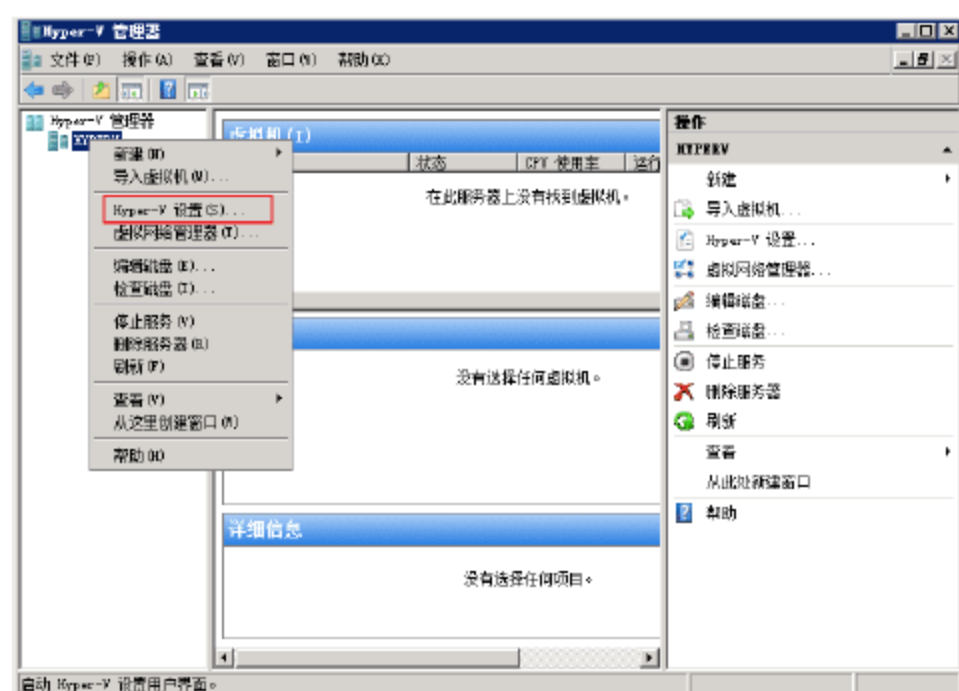 Hyper-V 管理器
文件(F) 操作(A) 查看(V) 窗口(W) 帮助(H)
Hyper-V 管理器
HYPERV
新建(W)
导入虚拟机(M)...
Hyper-V 设置(S)...
虚拟网络管理器(T)...
编辑磁盘(E)...
检查磁盘(I)...
停止服务(V)
删除服务器(R)
刷新(F)
查看(V)
从这里创建窗口(W)
帮助(H)
虚拟机(I)
状态 CPU 使用率 运行
在此服务器上没有找到虚拟机。
没有选择任何虚拟机。
详细信息
没有选择任何项目。
操作
HYPERV
新建
导入虚拟机...
Hyper-V 设置...
虚拟网络管理器...
编辑磁盘...
检查磁盘...
停止服务
删除服务器
刷新
查看
从此处新建窗口
帮助
启动 Hyper-V 设置用户界面。